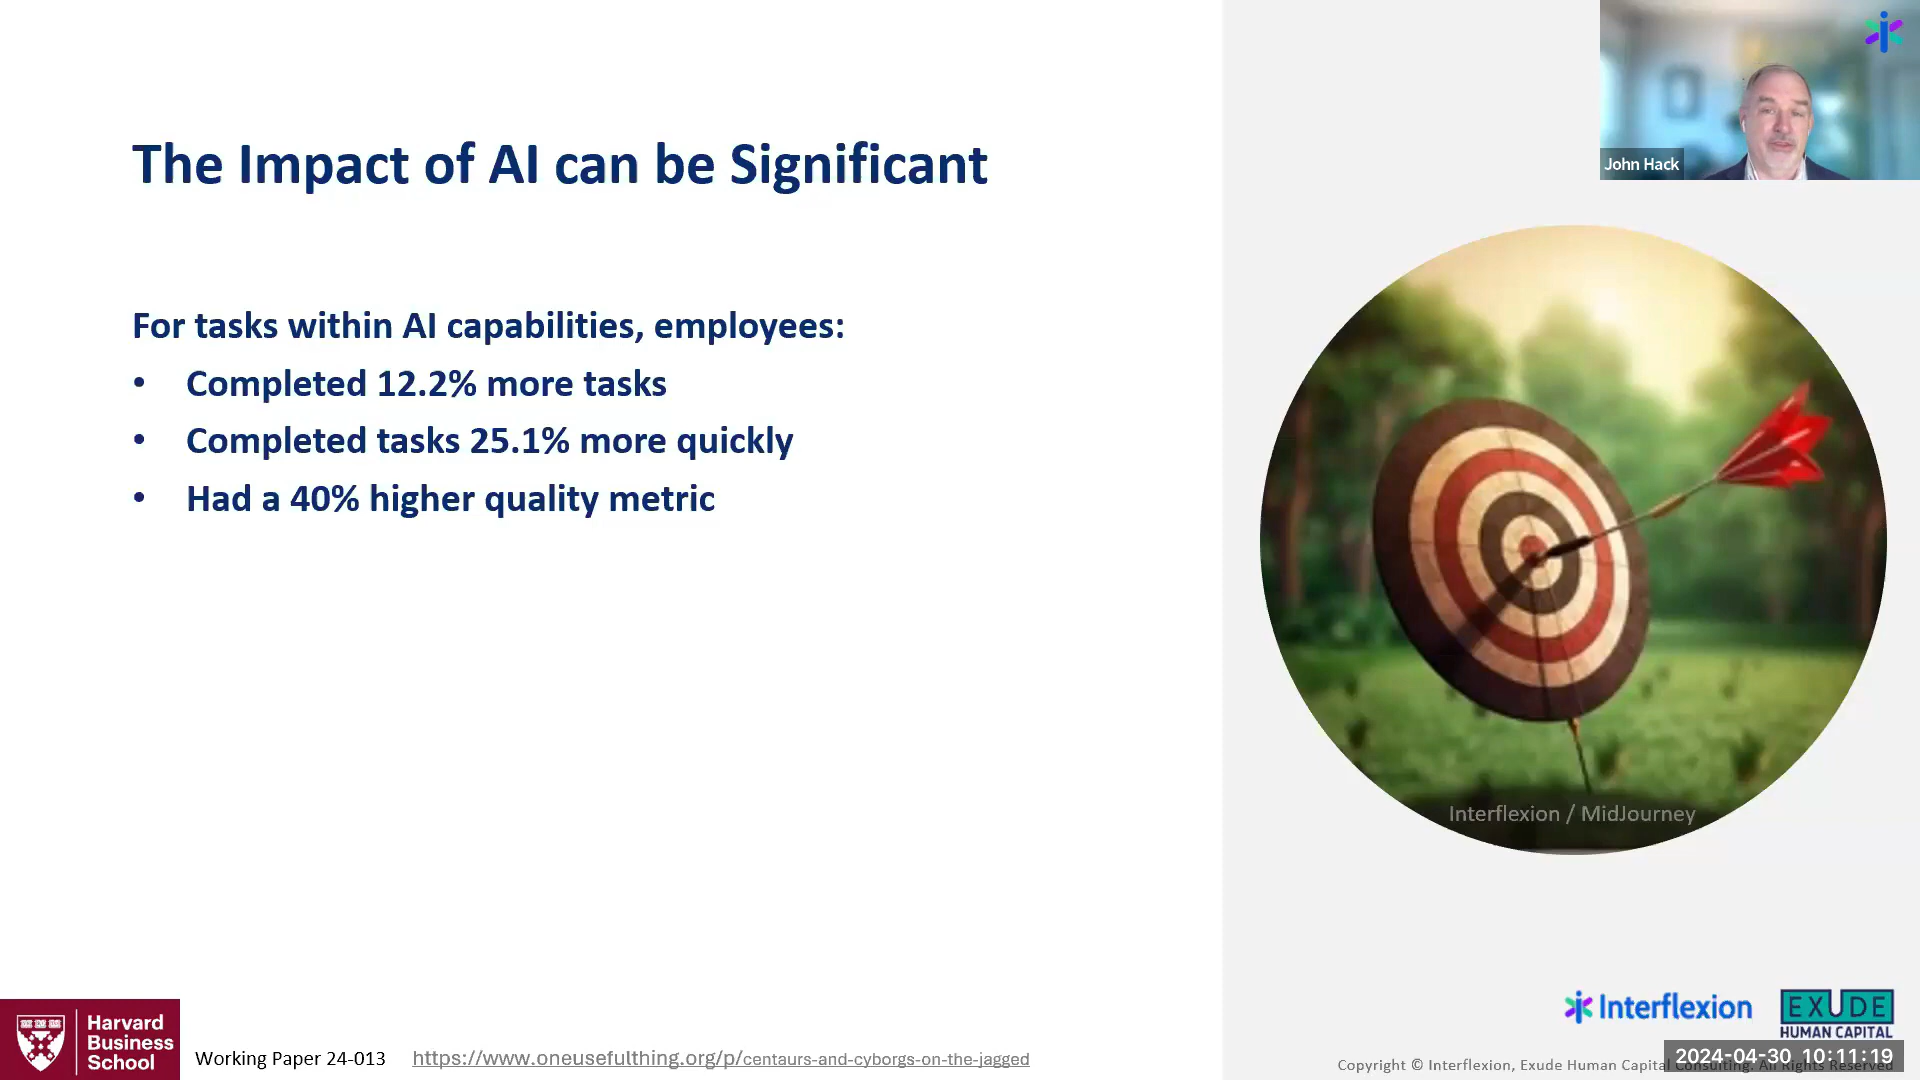 John Hack
The Impact of AI can be Significant
For tasks within AI capabilities, employees:
• Completed 12.2% more tasks
• Completed tasks 25.1% more quickly
• Had a 40% higher quality metric
Interflexion / MidJourney
Interflexion
EXUDE
HUMAN CAPITAL
Harvard
Business
School
Working Paper 24-013
https://www.oneusefulthing.org/p/centaurs-and-cyborgs-on-the-jagged
Copyright © Interflexion, Exude Human Capital Consulting. All Rights Reserved
2024-04-30 10:11:19